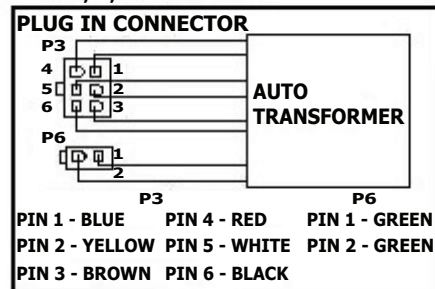 PLUG IN CONNECTOR
P3
4 1
5 2
6 3
AUTO
TRANSFORMER
P6
1
2
P3 P6
PIN 1 - BLUE PIN 4 - RED PIN 1 - GREEN
PIN 2 - YELLOW PIN 5 - WHITE PIN 2 - GREEN
PIN 3 - BROWN PIN 6 - BLACK